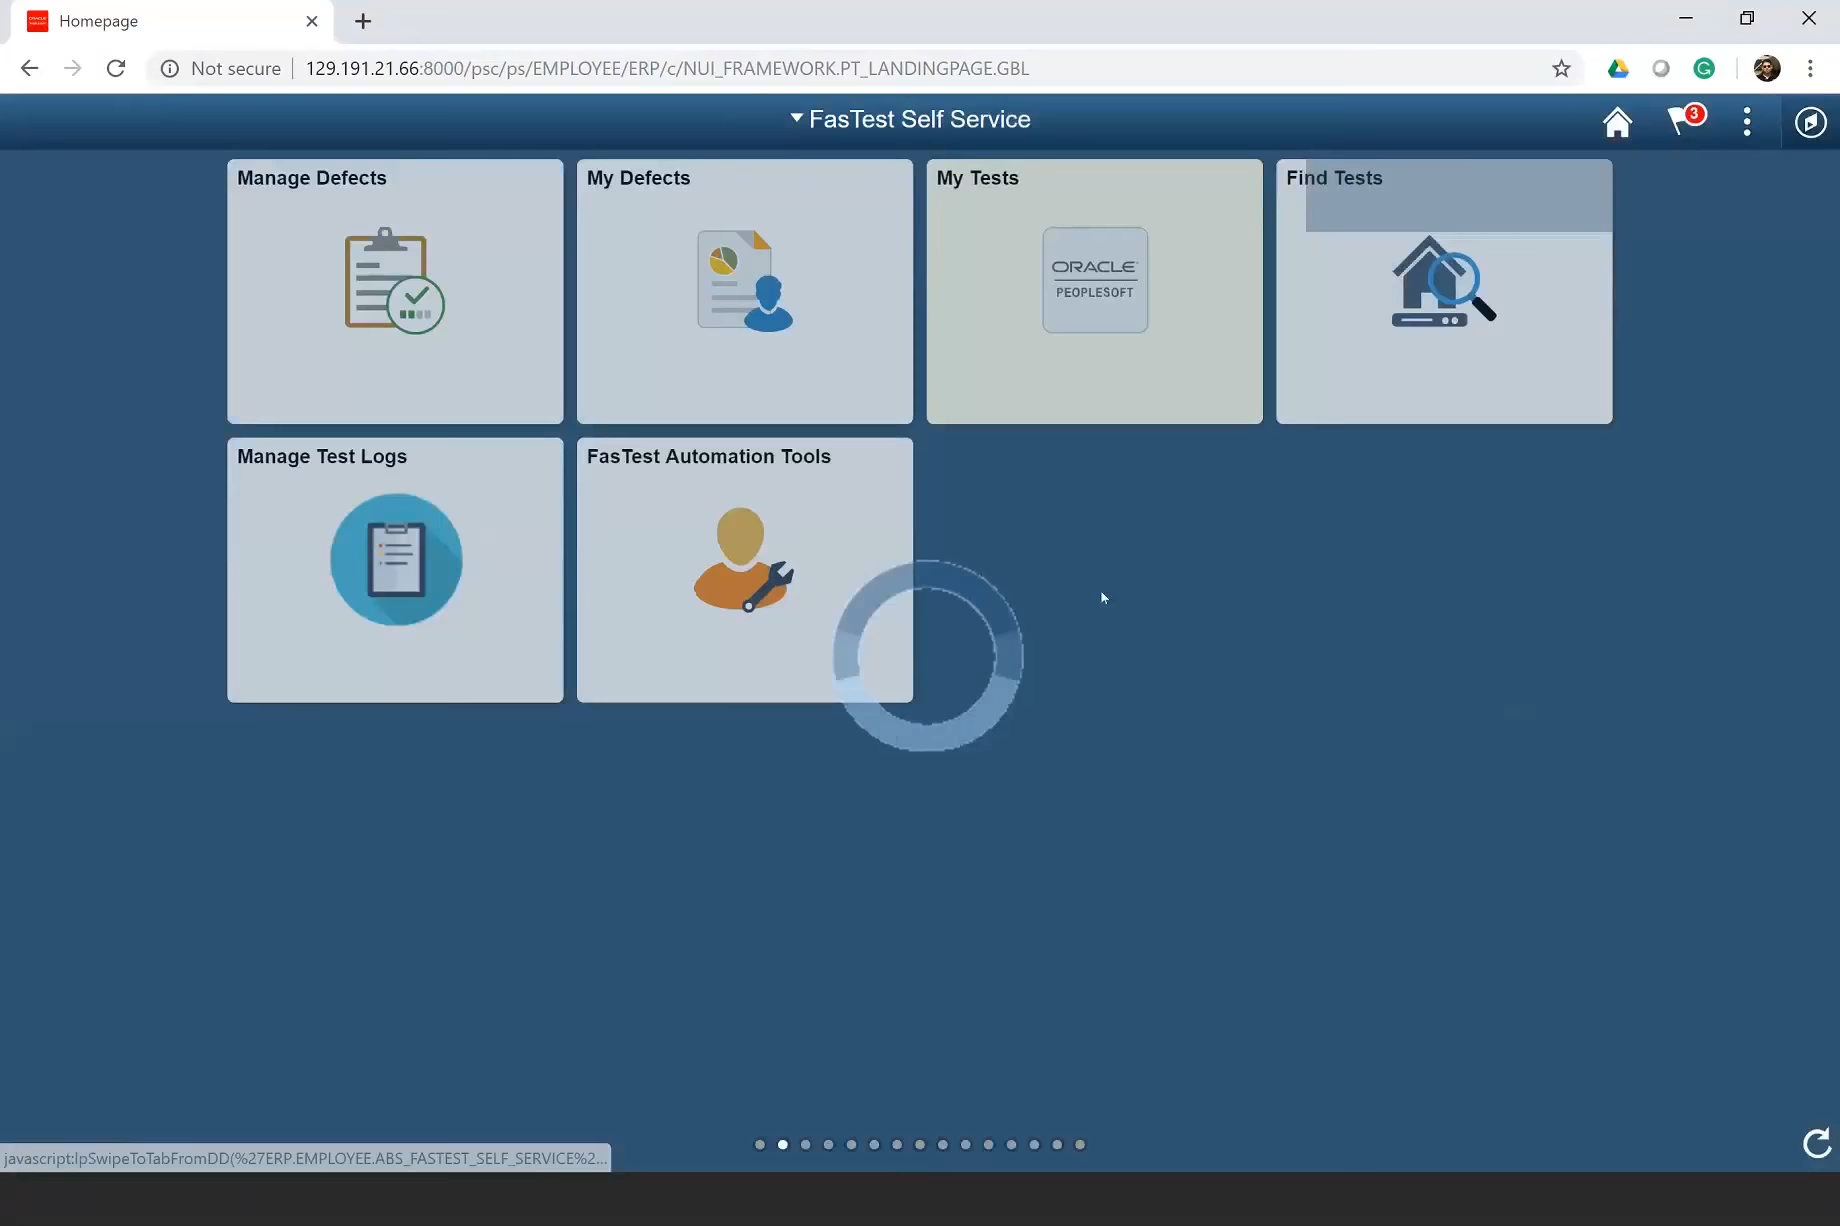 Homepage
Not secure
129.191.21.66:8000/psc/ps/EMPLOYEE/ERP/c/NUI_FRAMEWORK.PT_LANDINGPAGE.GBL
FasTest Self Service
3
Manage Defects
My Defects
My Tests
Find Tests
ORACLE
PEOPLESOFT
Manage Test Logs
FasTest Automation Tools
javascript:lpSwipeToTabFromDD(%27ERP.EMPLOYEE.ABS_FASTEST_SELF_SERVICE%2...